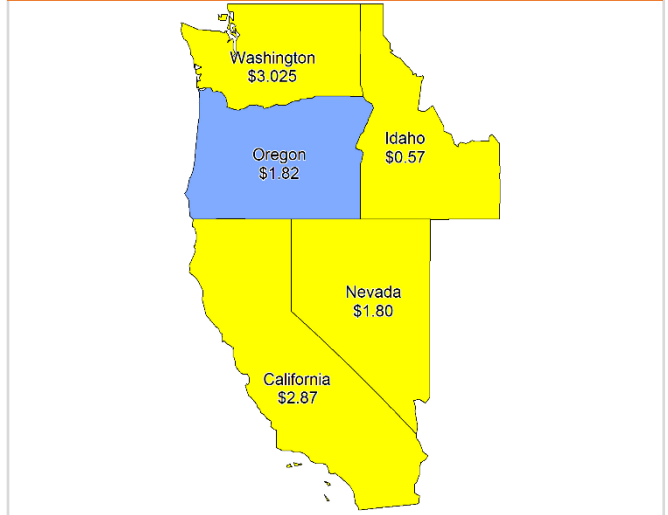 Washington
$3.025
Oregon
$1.82
Idaho
$0.57
Nevada
$1.80
California
$2.87